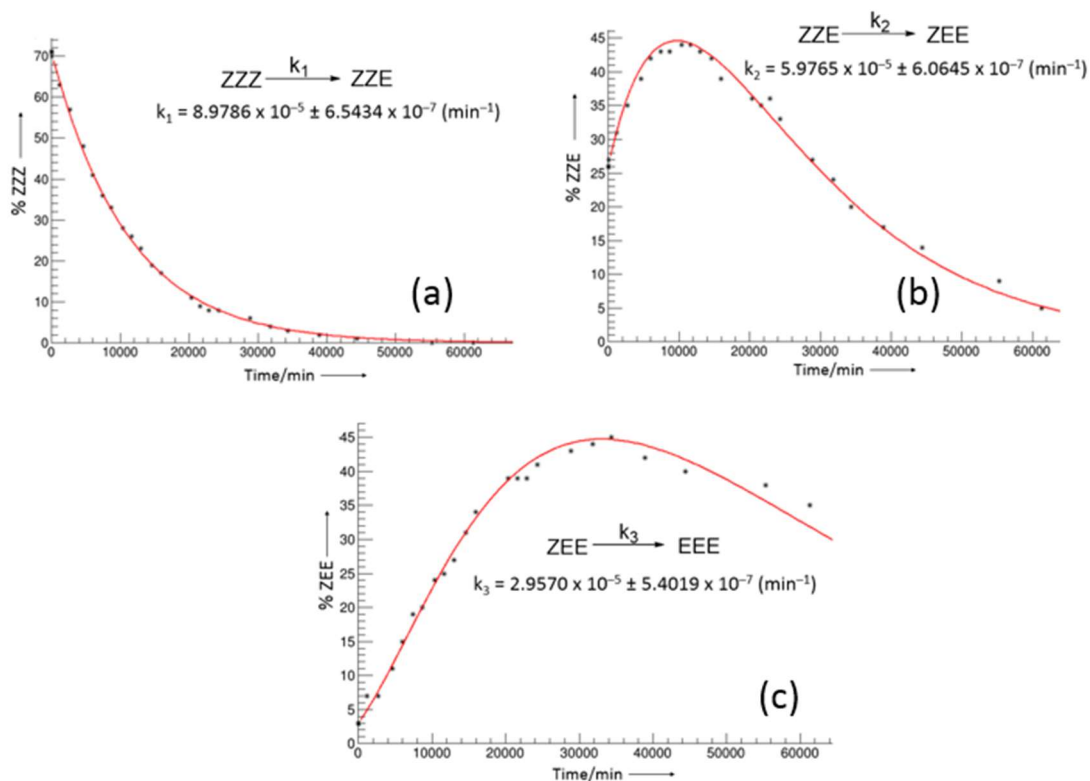 ZZZ k₁ ⟶ ZZE
k₁ = 8.9786 x 10⁻⁵ ± 6.5434 x 10⁻⁷ (min⁻¹)
% ZZZ ⟶
70
60
50
40
30
20
10
0
(a)
0 10000 20000 30000 40000 50000 60000
Time/min ⟶
ZZE k₂ ⟶ ZEE
k₂ = 5.9765 x 10⁻⁵ ± 6.0645 x 10⁻⁷ (min⁻¹)
% ZZE ⟶
45
40
35
30
25
20
15
10
5
0
(b)
0 10000 20000 30000 40000 50000 60000
Time/min ⟶
% ZEE ⟶
45
40
35
30
25
20
15
10
5
0
ZEE k₃ ⟶ EEE
k₃ = 2.9570 x 10⁻⁵ ± 5.4019 x 10⁻⁷ (min⁻¹)
(c)
0 10000 20000 30000 40000 50000 60000
Time/min ⟶